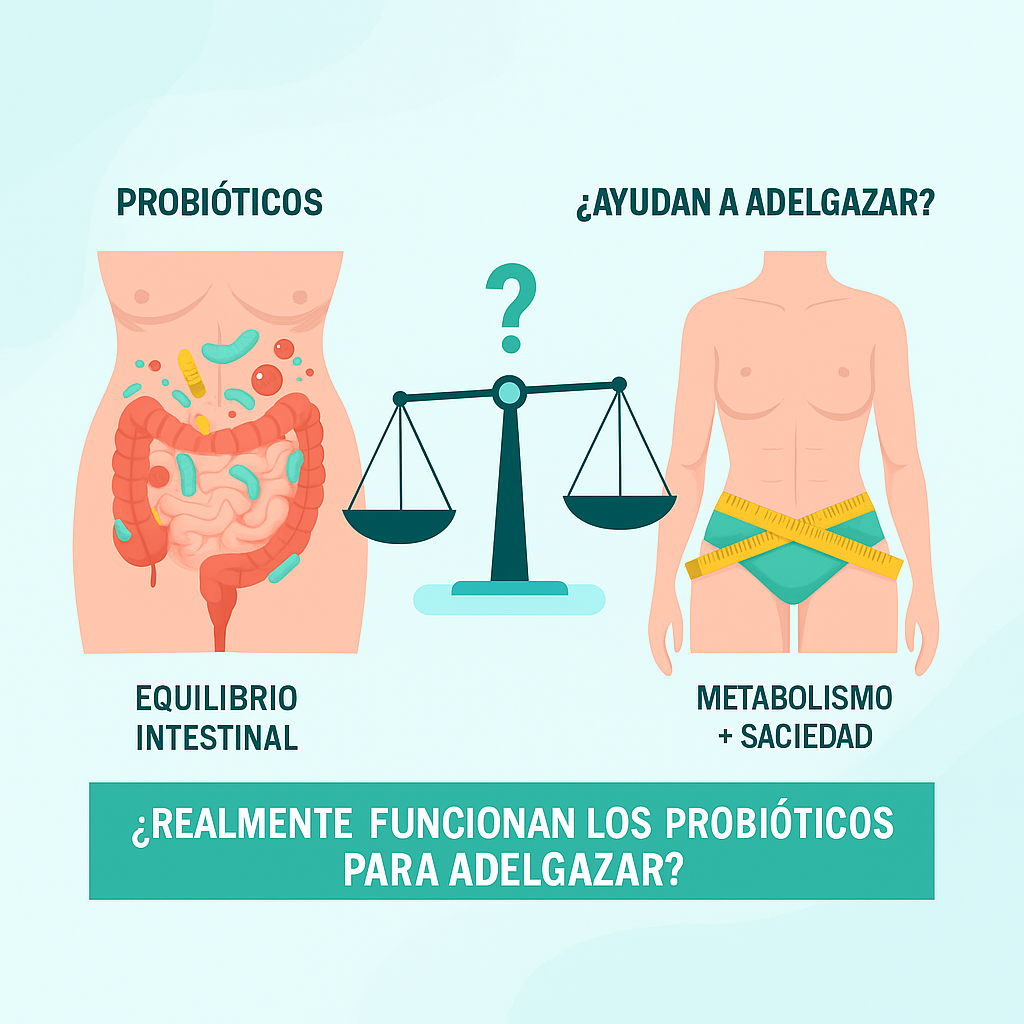 PROBIÓTICOS
¿AYUDAN A ADELGAZAR?
?
EQUILIBRIO
INTESTINAL
METABOLISMO
+ SACIEDAD
¿REALMENTE FUNCIONAN LOS PROBIÓTICOS
PARA ADELGAZAR?